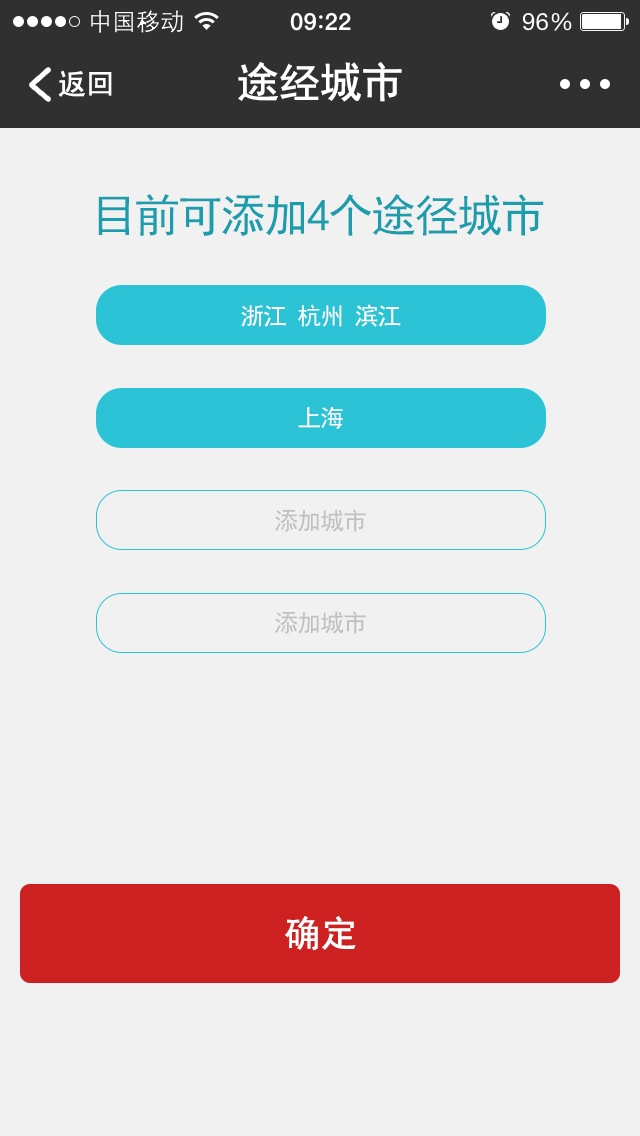 中国移动 09:22 96%
返回 途经城市
目前可添加4个途径城市
浙江 杭州 滨江
上海
添加城市
添加城市
确定